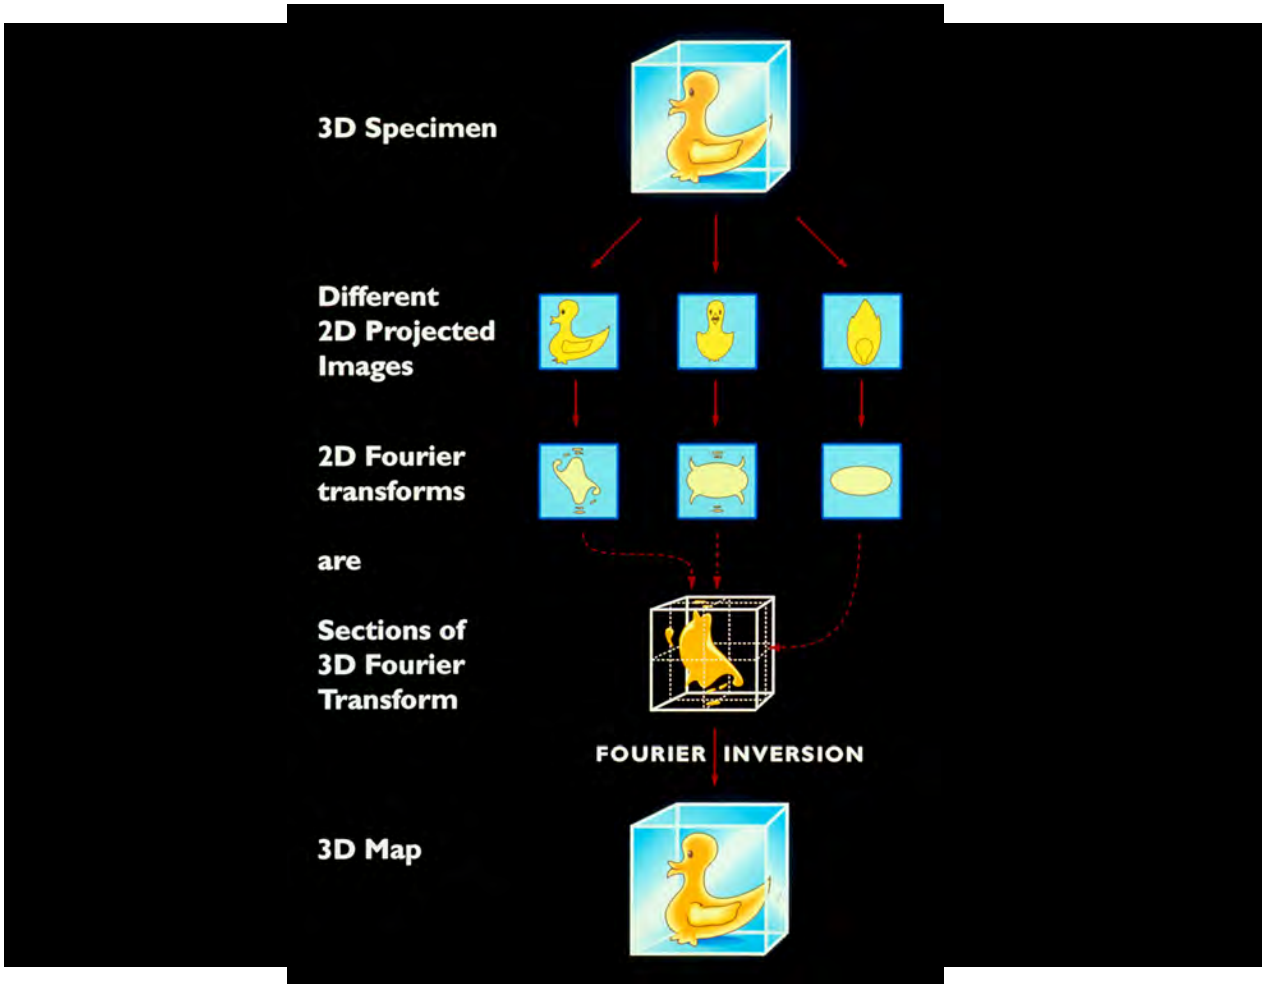 3D Specimen
Different
2D Projected
Images
2D Fourier
transforms
are
Sections of
3D Fourier
Transform
FOURIER INVERSION
3D Map